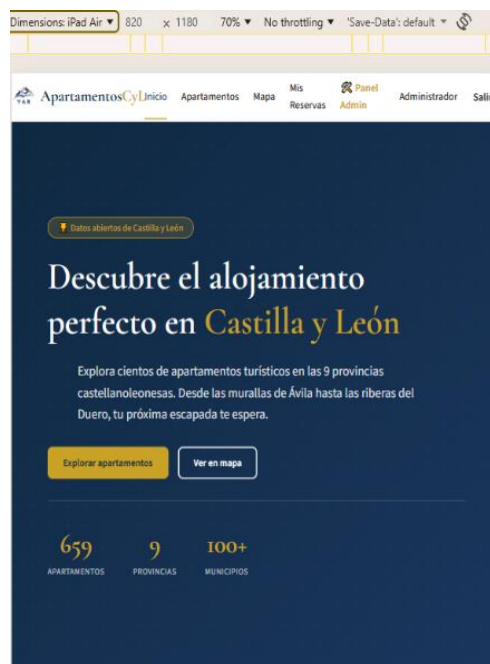 Dimensions: iPad Air ▼ 820 x 1180 70% ▼ No throttling ▼ 'Save-Data': default ▼
ApartamentosCyL Inicio Apartamentos Mapa Mis Reservas Panel Admin Administrador Salir
Datos abiertos de Castilla y León
Descubre el alojamiento
perfecto en Castilla y León
Explora cientos de apartamentos turísticos en las 9 provincias
castellanoleonesas. Desde las murallas de Ávila hasta las riberas del
Duero, tu próxima escapada te espera.
Explorar apartamentos Ver en mapa
659 9 100+
APARTAMENTOS PROVINCIAS MUNICIPIOS